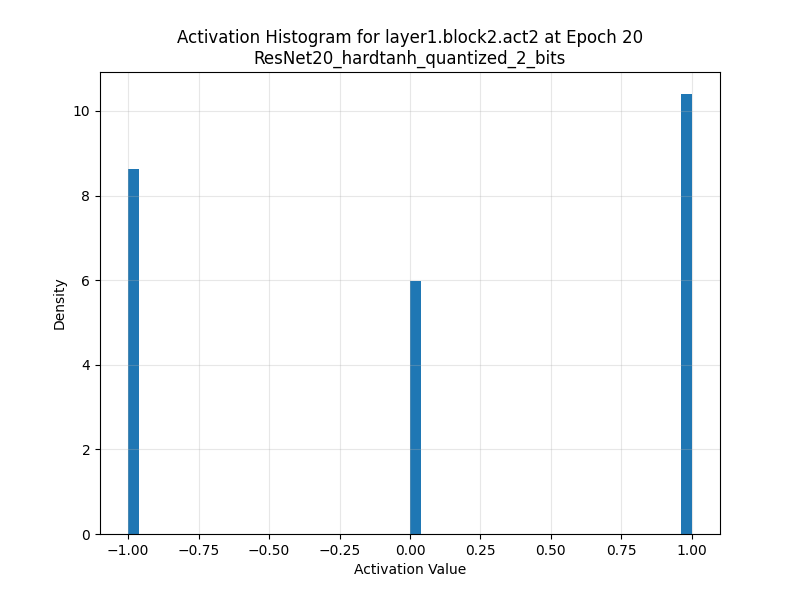 Activation Histogram for layer1.block2.act2 at Epoch 20
ResNet20_hardtanh_quantized_2_bits
10
8
6
4
2
0
Density
−1.00 −0.75 −0.50 −0.25 0.00 0.25 0.50 0.75 1.00
Activation Value